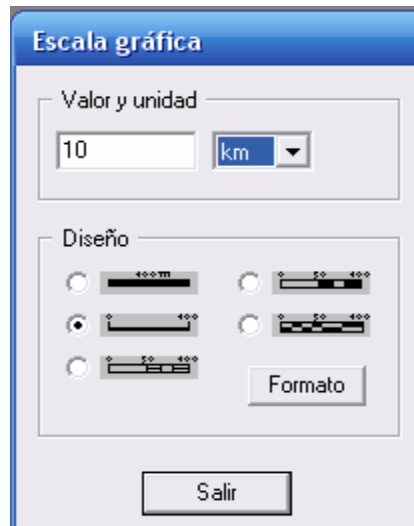 Escala gráfica
Valor y unidad
10 km
Diseño
Formato
Salir